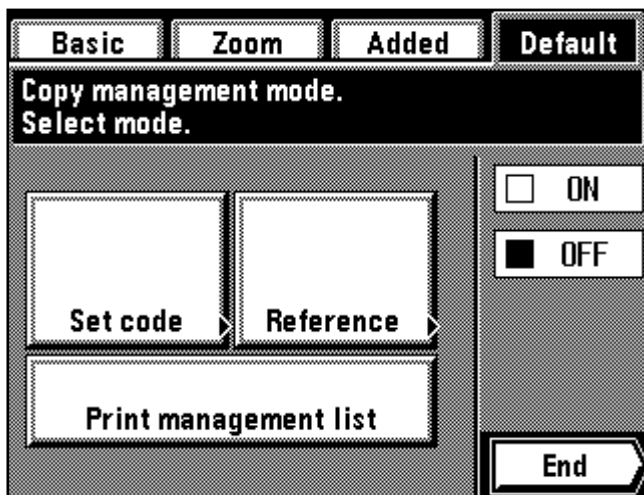 Basic Zoom Added Default
Copy management mode.
Select mode.
ON
OFF
Set code Reference
Print management list
End